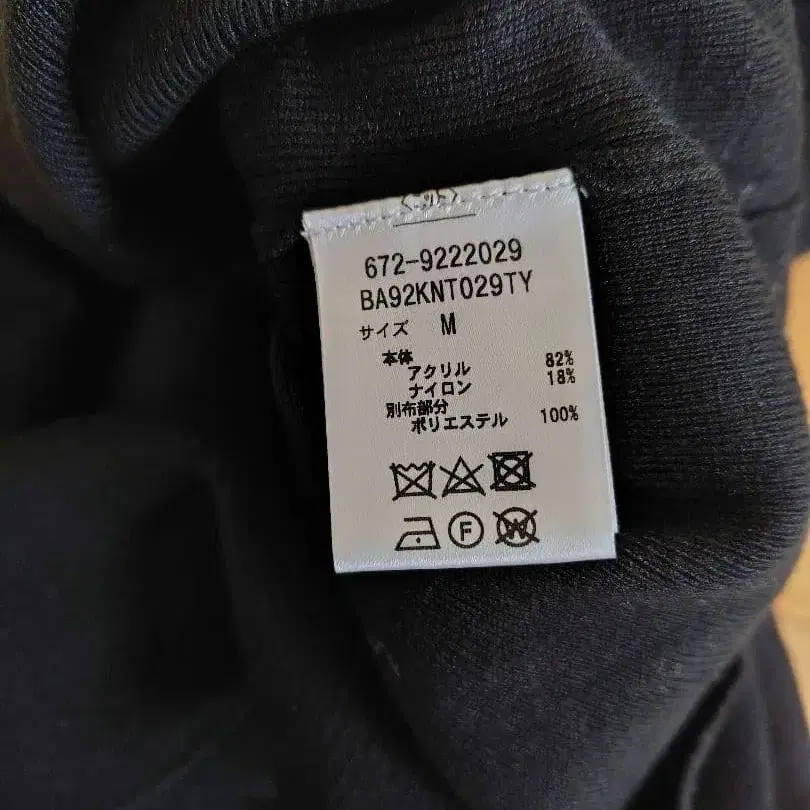 672-9222029
BA92KNT029TY
サイズ M
本体
アクリル 82%
ナイロン 18%
別布部分
ポリエステル 100%
F
W